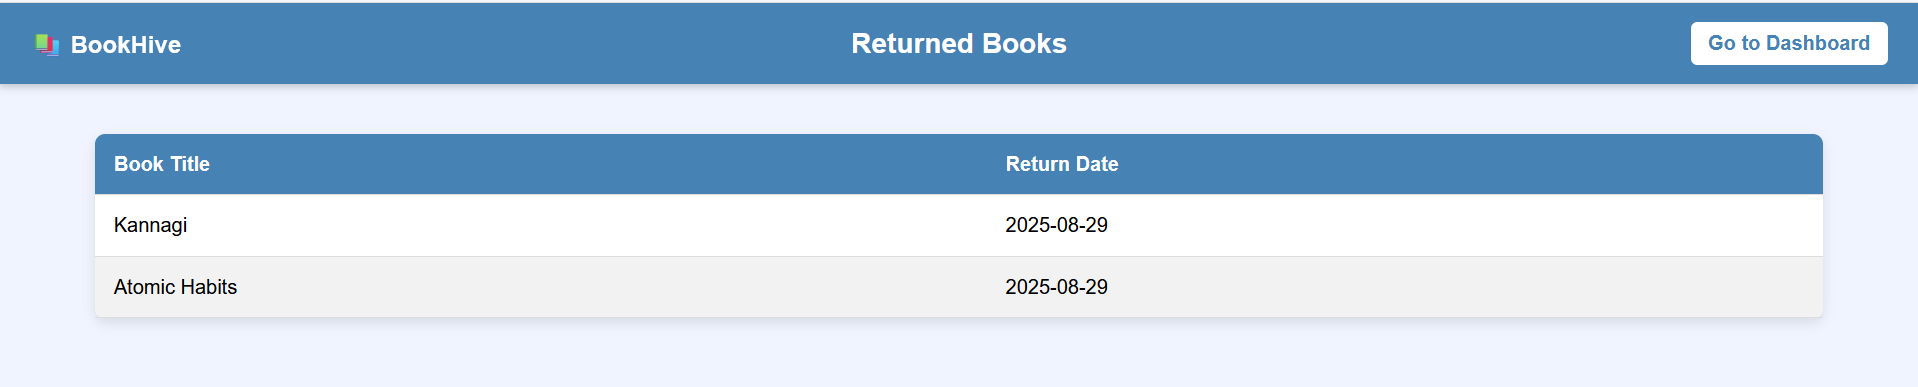 BookHive
Returned Books
Go to Dashboard
Book Title Return Date
Kannagi 2025-08-29
Atomic Habits 2025-08-29